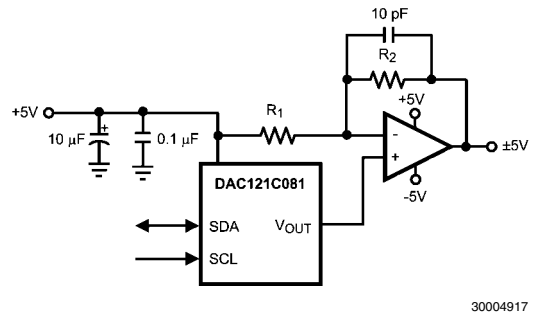 10 pF
R2
+5V
R1
+5V
10 µF
+
0.1 µF
-
+
±5V
-5V
DAC121C081
SDA
VOUT
SCL
30004917